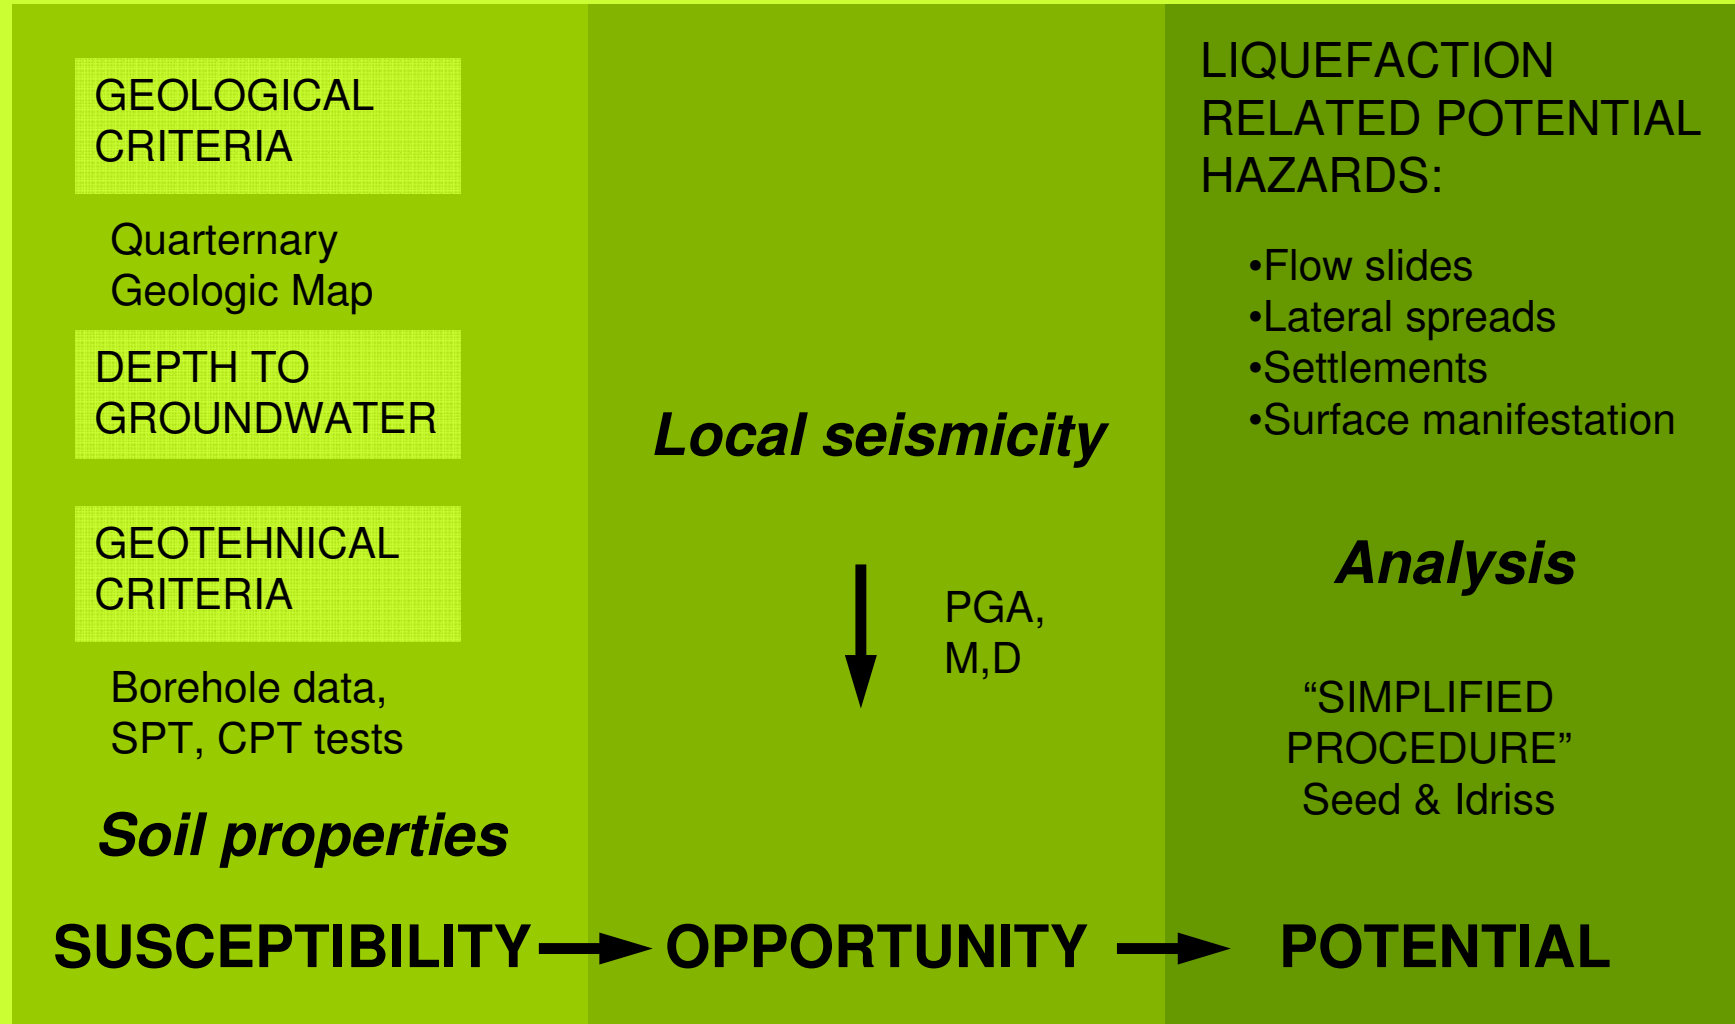 GEOLOGICAL
CRITERIA
Quarternary
Geologic Map
DEPTH TO
GROUNDWATER
GEOTEHNICAL
CRITERIA
Borehole data,
SPT, CPT tests
Soil properties
SUSCEPTIBILITY
Local seismicity
PGA,
M,D
OPPORTUNITY
LIQUEFACTION
RELATED POTENTIAL
HAZARDS:
•Flow slides
•Lateral spreads
•Settlements
•Surface manifestation
Analysis
“SIMPLIFIED
PROCEDURE”
Seed & Idriss
POTENTIAL